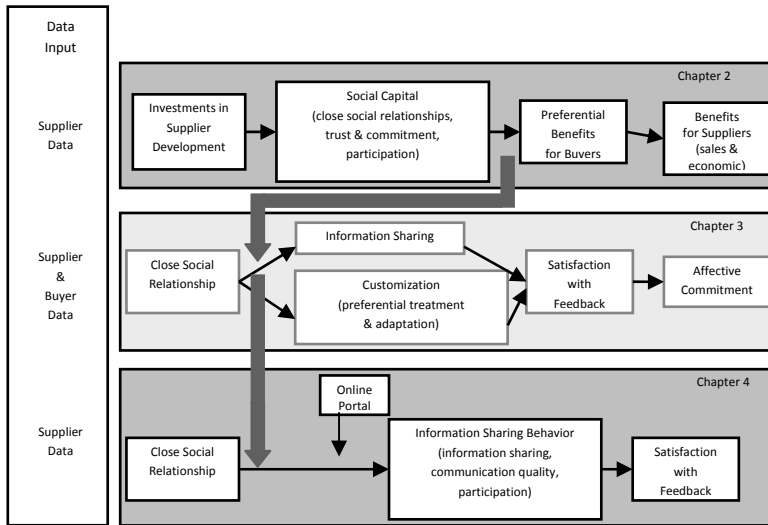 Data
Input
Chapter 2
Supplier
Data
Investments in
Supplier
Development
Social Capital
(close social relationships,
trust & commitment,
participation)
Preferential
Benefits
for Buyers
Benefits
for Suppliers
(sales &
economic)
Chapter 3
Supplier
&
Buyer
Data
Close Social
Relationship
Information Sharing
Customization
(preferential treatment
& adaptation)
Satisfaction
with
Feedback
Affective
Commitment
Chapter 4
Supplier
Data
Close Social
Relationship
Online
Portal
Information Sharing Behavior
(information sharing,
communication quality,
participation)
Satisfaction
with
Feedback